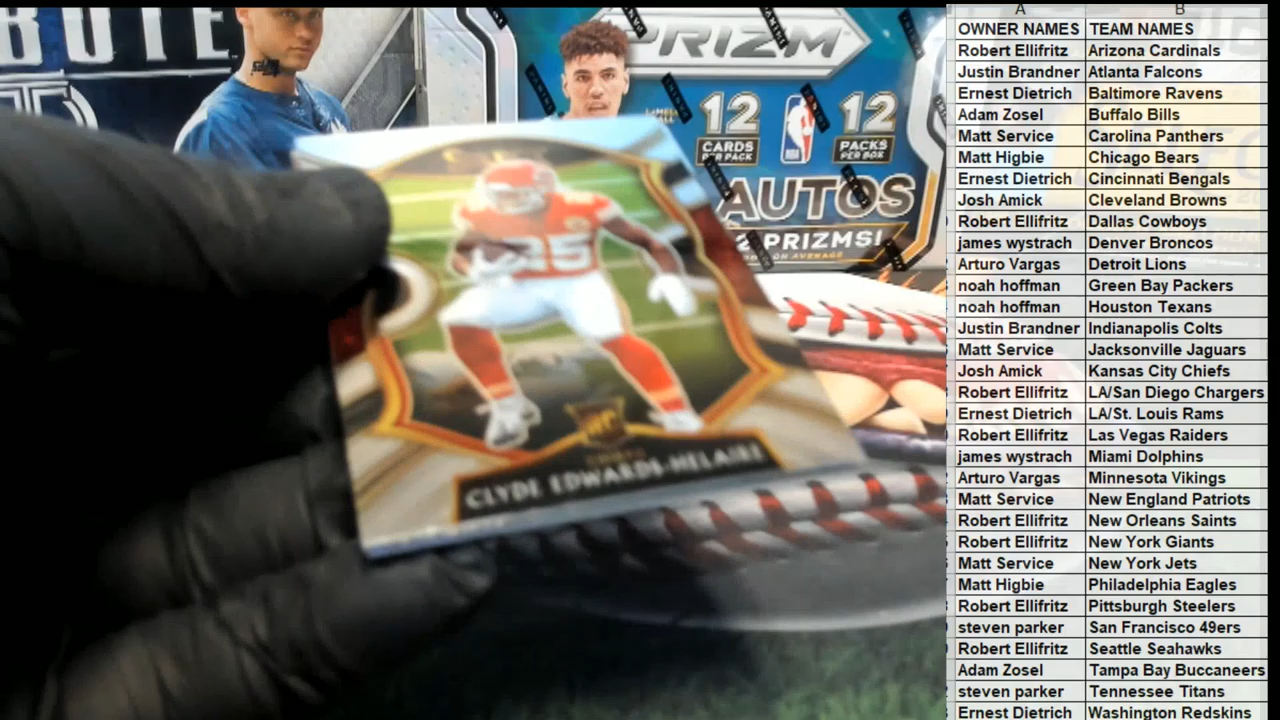 BUTE
PRIZM
12
CARDS
PER PACK
12
PACKS
PER BOX
AUTOS
PRIZMS!
ON AVERAGE
25
RC
CLYDE EDWARDS-HELAIRE
A B
OWNER NAMES TEAM NAMES
Robert Ellifritz Arizona Cardinals
Justin Brandner Atlanta Falcons
Ernest Dietrich Baltimore Ravens
Adam Zosel Buffalo Bills
Matt Service Carolina Panthers
Matt Higbie Chicago Bears
Ernest Dietrich Cincinnati Bengals
Josh Amick Cleveland Browns
Robert Ellifritz Dallas Cowboys
james wystrach Denver Broncos
Arturo Vargas Detroit Lions
noah hoffman Green Bay Packers
noah hoffman Houston Texans
Justin Brandner Indianapolis Colts
Matt Service Jacksonville Jaguars
Josh Amick Kansas City Chiefs
Robert Ellifritz LA/San Diego Chargers
Ernest Dietrich LA/St. Louis Rams
Robert Ellifritz Las Vegas Raiders
james wystrach Miami Dolphins
Arturo Vargas Minnesota Vikings
Matt Service New England Patriots
Robert Ellifritz New Orleans Saints
Robert Ellifritz New York Giants
Matt Service New York Jets
Matt Higbie Philadelphia Eagles
Robert Ellifritz Pittsburgh Steelers
steven parker San Francisco 49ers
Robert Ellifritz Seattle Seahawks
Adam Zosel Tampa Bay Buccaneers
steven parker Tennessee Titans
Ernest Dietrich Washington Redskins